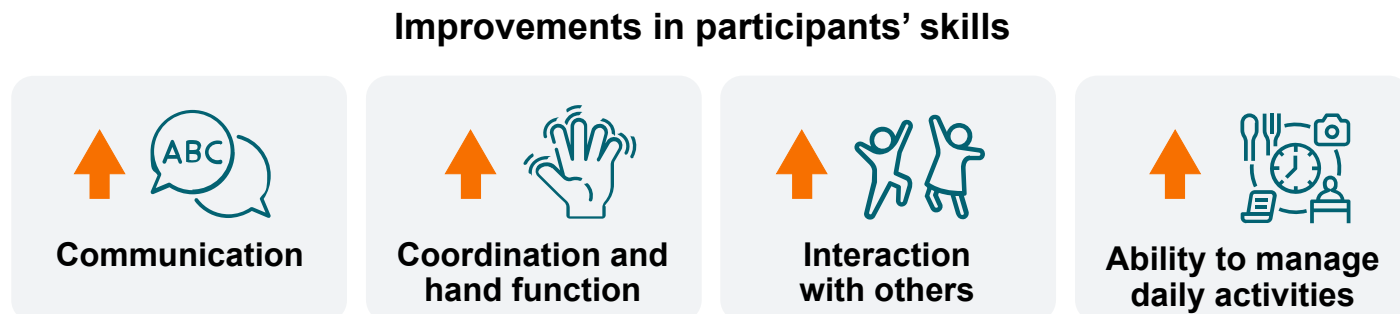 Improvements in participants’ skills
ABC
Communication
Coordination and
hand function
Interaction
with others
Ability to manage
daily activities